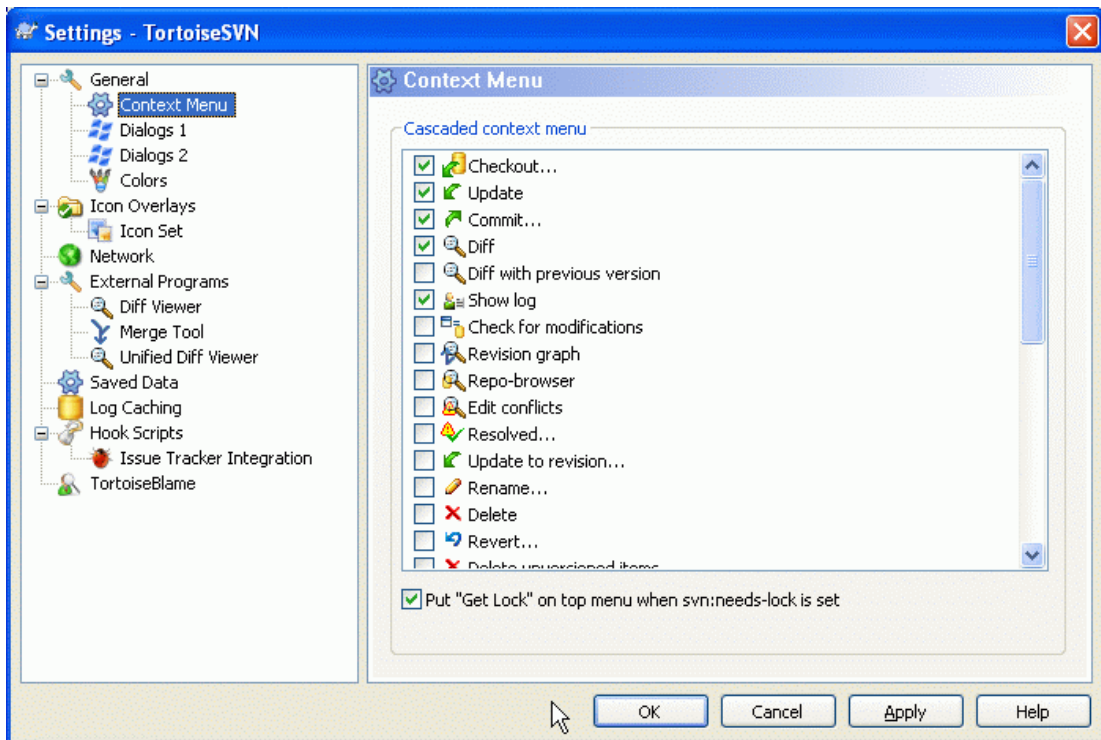 Settings - TortoiseSVN
General
Context Menu
Dialogs 1
Dialogs 2
Colors
Icon Overlays
Icon Set
Network
External Programs
Diff Viewer
Merge Tool
Unified Diff Viewer
Saved Data
Log Caching
Hook Scripts
Issue Tracker Integration
TortoiseBlame
Context Menu
Cascaded context menu
Checkout...
Update
Commit...
Diff
Diff with previous version
Show log
Check for modifications
Revision graph
Repo-browser
Edit conflicts
Resolved...
Update to revision...
Rename...
Delete
Revert...
Delete unversioned items
Put "Get Lock" on top menu when svn:needs-lock is set
OK
Cancel
Apply
Help